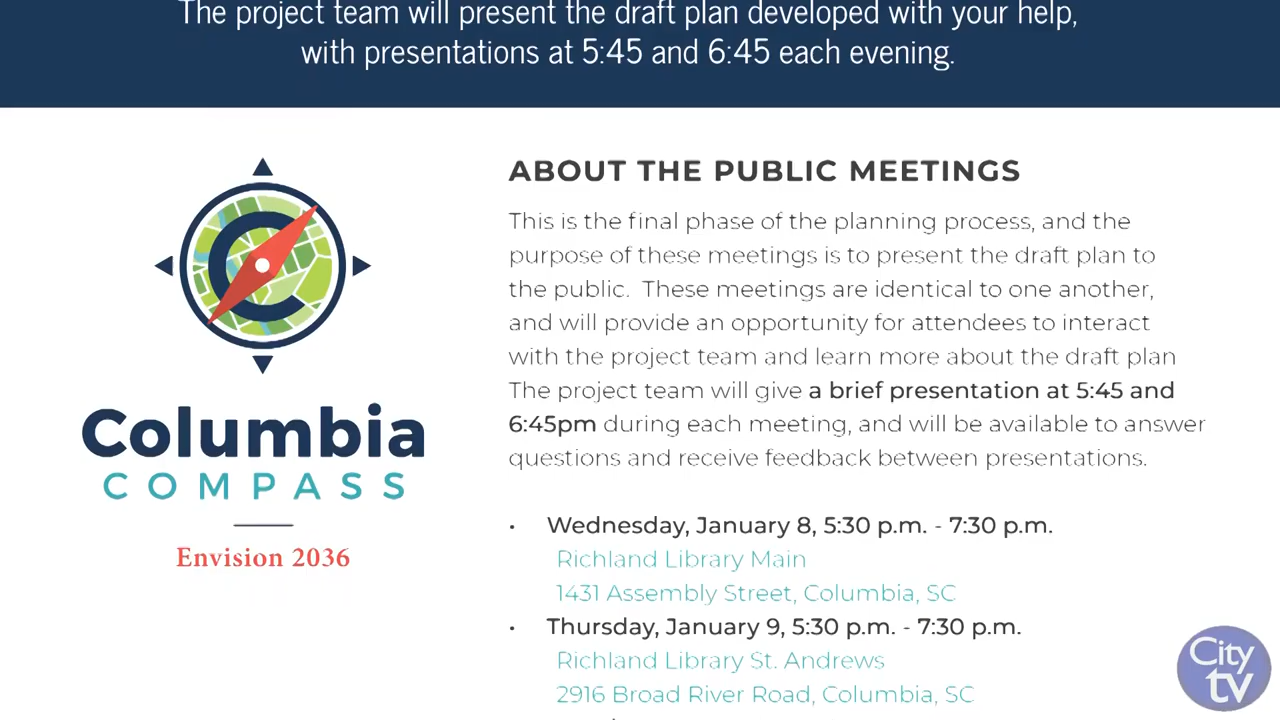 The project team will present the draft plan developed with your help,
with presentations at 5:45 and 6:45 each evening.
ABOUT THE PUBLIC MEETINGS
This is the final phase of the planning process, and the
purpose of these meetings is to present the draft plan to
the public. These meetings are identical to one another,
and will provide an opportunity for attendees to interact
with the project team and learn more about the draft plan
The project team will give a brief presentation at 5:45 and
6:45pm during each meeting, and will be available to answer
questions and receive feedback between presentations.
• Wednesday, January 8, 5:30 p.m. - 7:30 p.m.
Richland Library Main
1431 Assembly Street, Columbia, SC
• Thursday, January 9, 5:30 p.m. - 7:30 p.m.
Richland Library St. Andrews
2916 Broad River Road, Columbia, SC
C
Columbia
COMPASS
Envision 2036
City
tv